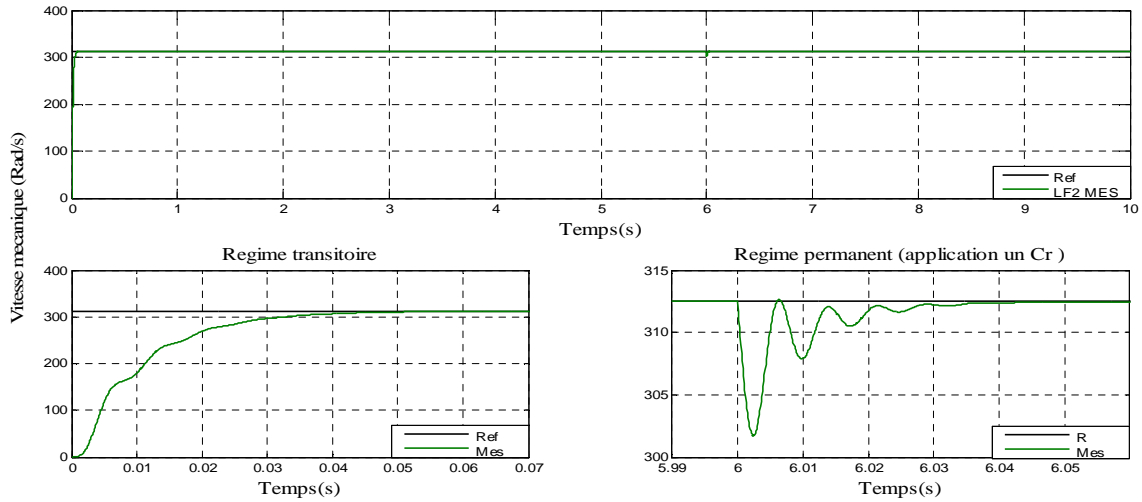 Vitesse mecanique (Rad/s)
400
300
200
100
0
0 1 2 3 4 5 6 7 8 9 10
Temps(s)
Ref
LF2 MES
Regime transitoire
400
300
200
100
0
0 0.01 0.02 0.03 0.04 0.05 0.06 0.07
Temps(s)
Ref
Mes
Regime permanent (application un Cr )
315
310
305
300
5.99 6 6.01 6.02 6.03 6.04 6.05
Temps(s)
R
Mes